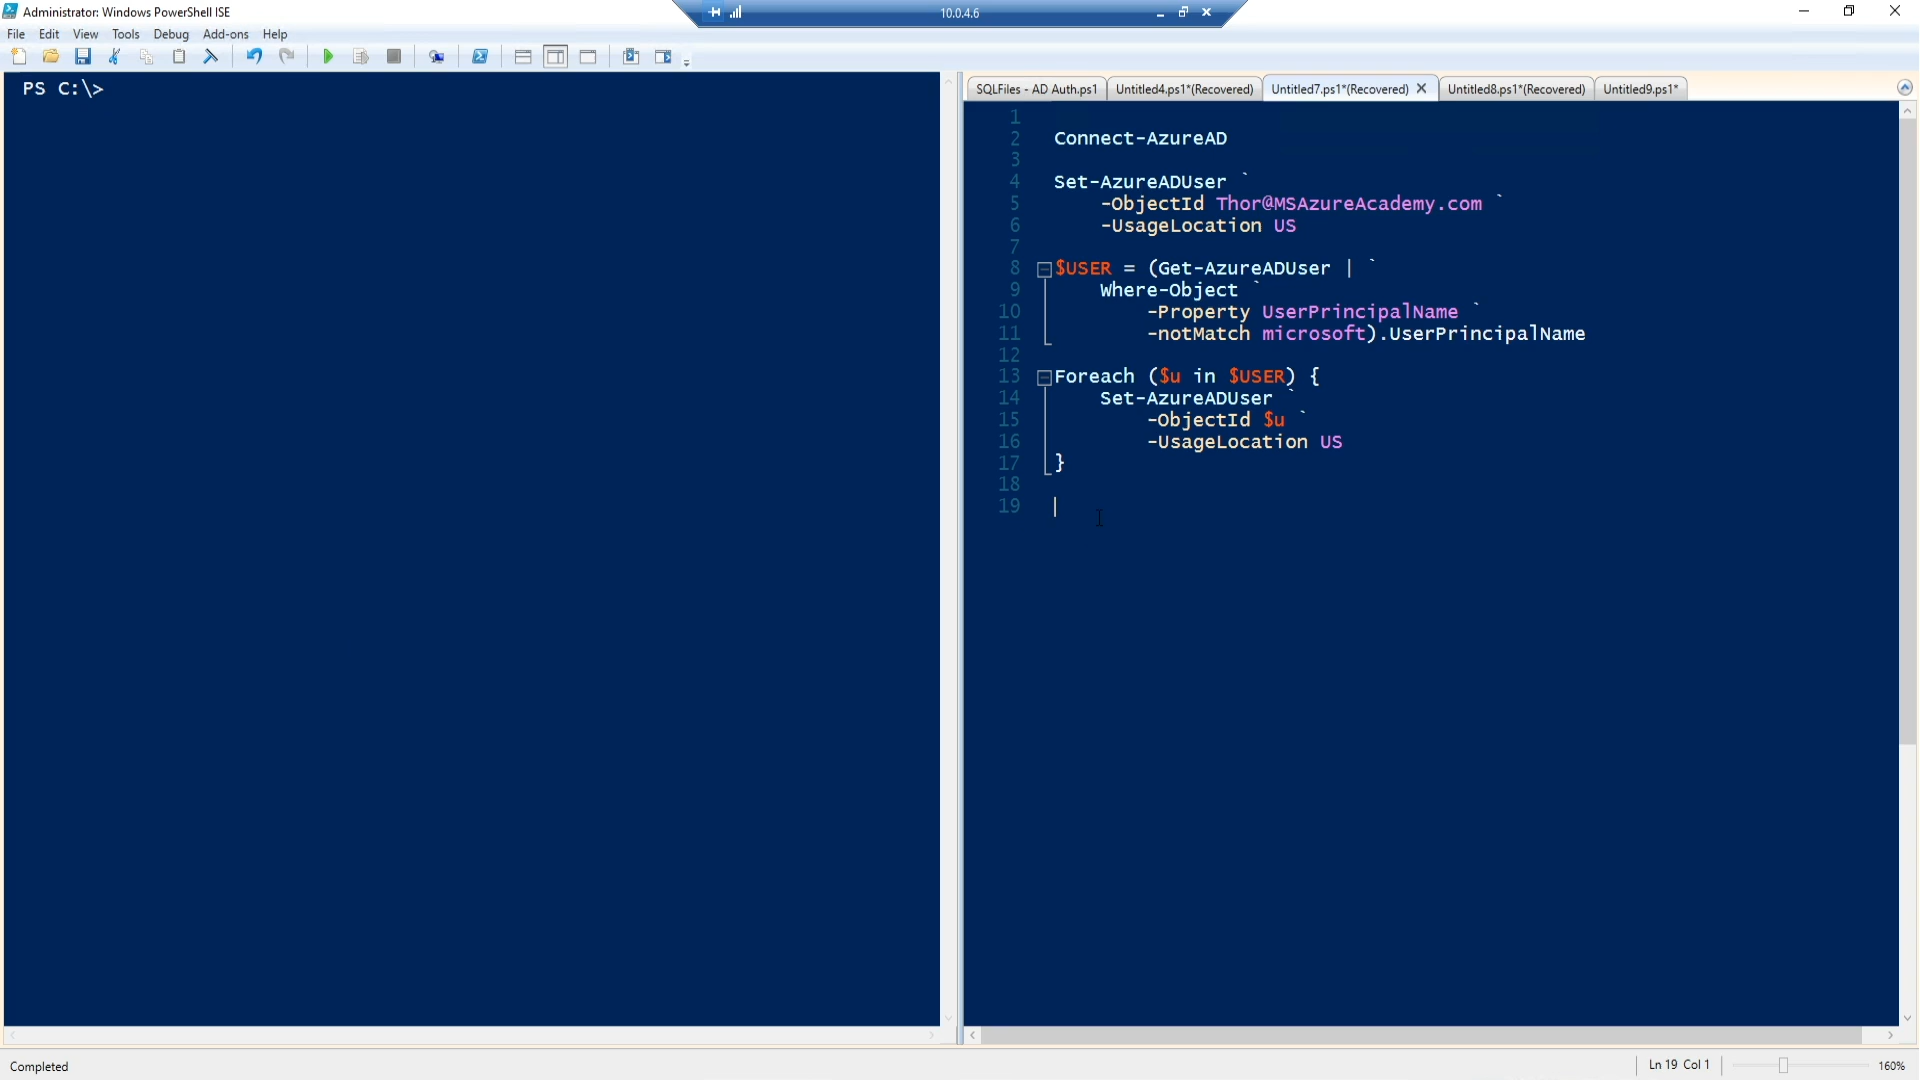 Administrator: Windows PowerShell ISE
10.0.4.6
File Edit View Tools Debug Add-ons Help
PS C:\>
SQLFiles - AD Auth.ps1 Untitled4.ps1*(Recovered) Untitled7.ps1*(Recovered) Untitled8.ps1*(Recovered) Untitled9.ps1*
1
2 Connect-AzureAD
3
4 Set-AzureADUser `
5 -ObjectId Thor@MSAzureAcademy.com `
6 -UsageLocation US
7
8 $USER = (Get-AzureADUser | `
9 Where-Object `
10 -Property UserPrincipalName `
11 -notMatch microsoft).UserPrincipalName
12
13 Foreach ($u in $USER) {
14 Set-AzureADUser `
15 -ObjectId $u `
16 -UsageLocation US
17 }
18
19
Completed
Ln 19 Col 1
160%